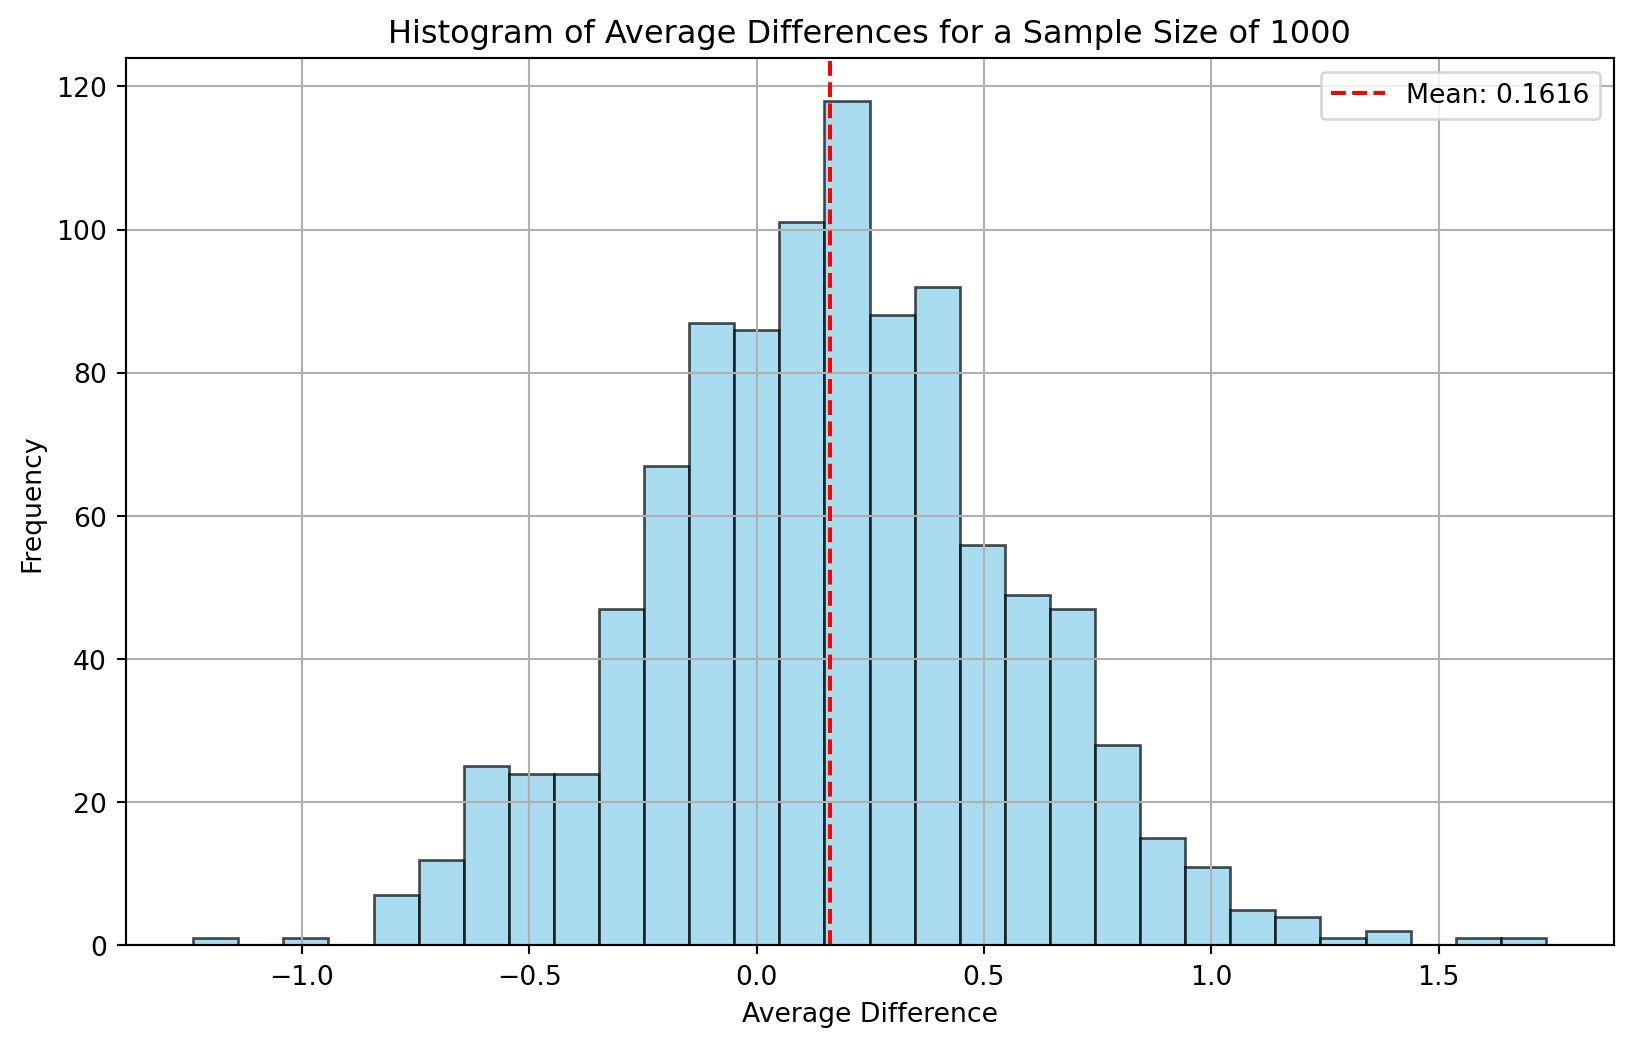 Histogram of Average Differences for a Sample Size of 1000
Mean: 0.1616
120
100
80
60
40
20
0
Frequency
−1.0 −0.5 0.0 0.5 1.0 1.5
Average Difference